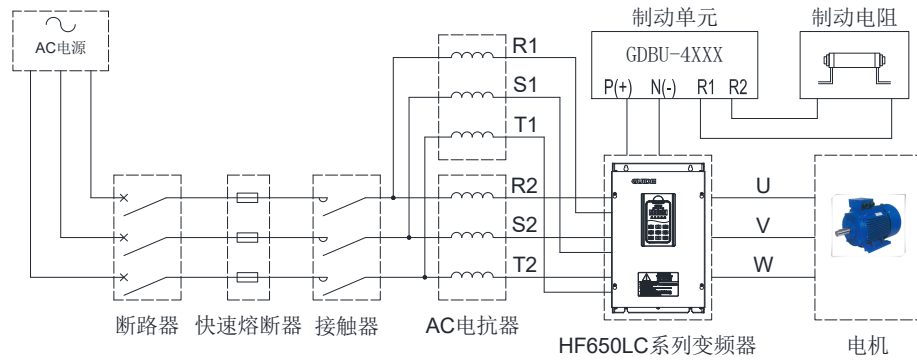 AC电源
R1
S1
T1
R2
S2
T2
制动单元
GDBU-4XXX
P(+) N(-) R1 R2
制动电阻
U
V
W
断路器
快速熔断器
接触器
AC电抗器
HF650LC系列变频器
电机